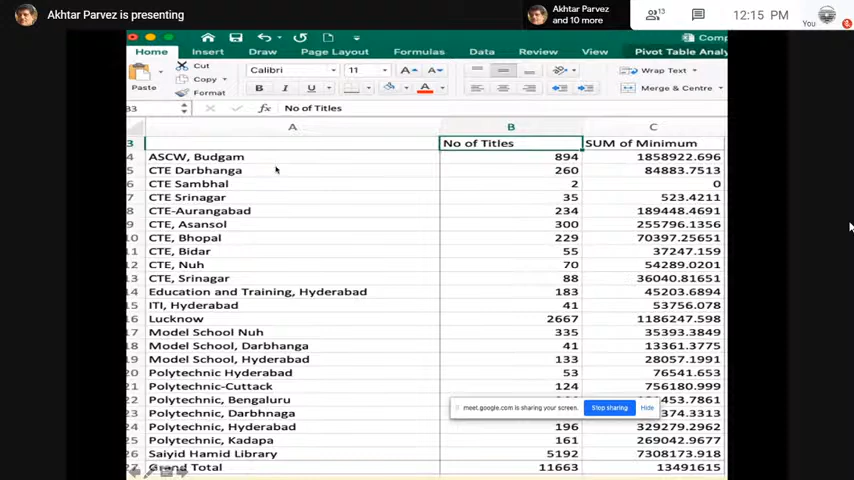 Akhtar Parvez is presenting
Akhtar Parvez
and 10 more
13
12:15 PM
You
Comp
Home Insert Draw Page Layout Formulas Data Review View Pivot Table Analy
Paste
Cut
Copy
Format
Calibri 11
B I U
Wrap Text
Merge & Centre
B3 fx No of Titles
A B C
3 No of Titles SUM of Minimum
4 ASCW, Budgam 894 1858922.696
5 CTE Darbhanga 260 84883.7513
6 CTE Sambhal 2 0
7 CTE Srinagar 35 523.4211
8 CTE-Aurangabad 234 189448.4691
9 CTE, Asansol 300 255796.1356
10 CTE, Bhopal 229 70397.25651
11 CTE, Bidar 55 37247.159
12 CTE, Nuh 70 54289.0201
13 CTE, Srinagar 88 36040.81651
14 Education and Training, Hyderabad 183 45203.6894
15 ITI, Hyderabad 41 53756.078
16 Lucknow 2667 1186247.598
17 Model School Nuh 335 35393.3849
18 Model School, Darbhanga 41 13361.3775
19 Model School, Hyderabad 133 28057.1991
20 Polytechnic Hyderabad 53 76541.653
21 Polytechnic-Cuttack 124 756180.999
22 Polytechnic, Bengaluru 453.7861
23 Polytechnic, Darbhnaga 374.3313
24 Polytechnic, Hyderabad 196 329279.2962
25 Polytechnic, Kadapa 161 269042.9677
26 Saiyid Hamid Library 5192 7308173.918
27 Grand Total 11663 13491615
meet.google.com is sharing your screen. Stop sharing Hide